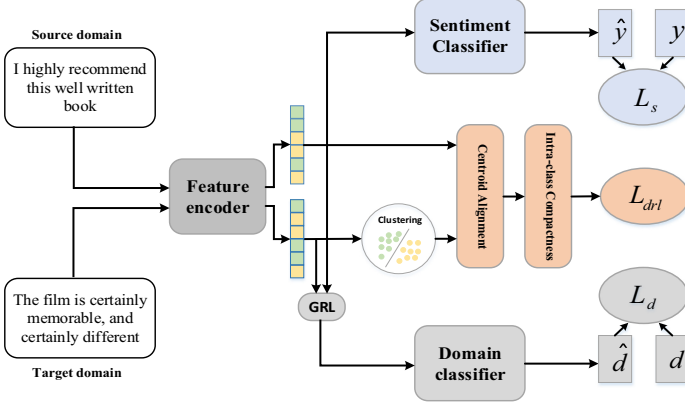 Source domain
I highly recommend
this well written
book
Feature
encoder
The film is certainly
memorable, and
certainly different
Target domain
Sentiment
Classifier
ŷ
y
L_s
Centroid Alignment
Intra-class Compactness
L_drl
Clustering
GRL
Domain
classifier
L_d
d̂
d